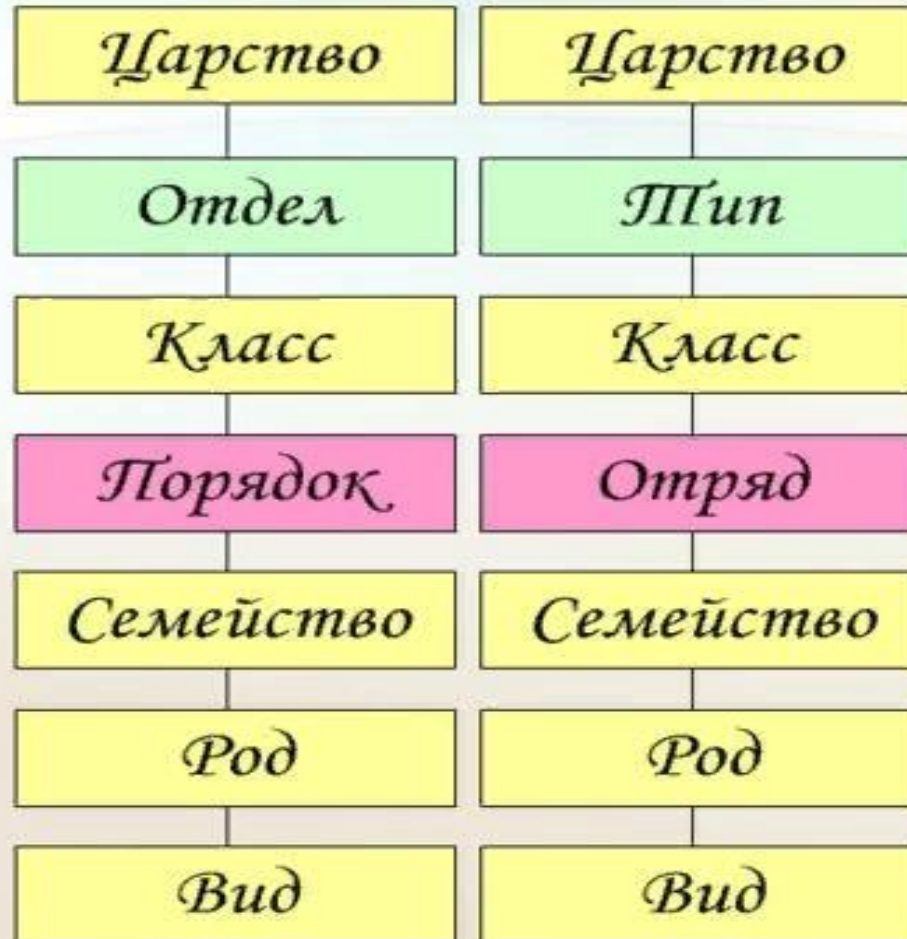 Царство Царство
Отдел Тип
Класс Класс
Порядок Отряд
Семейство Семейство
Род Род
Вид Вид